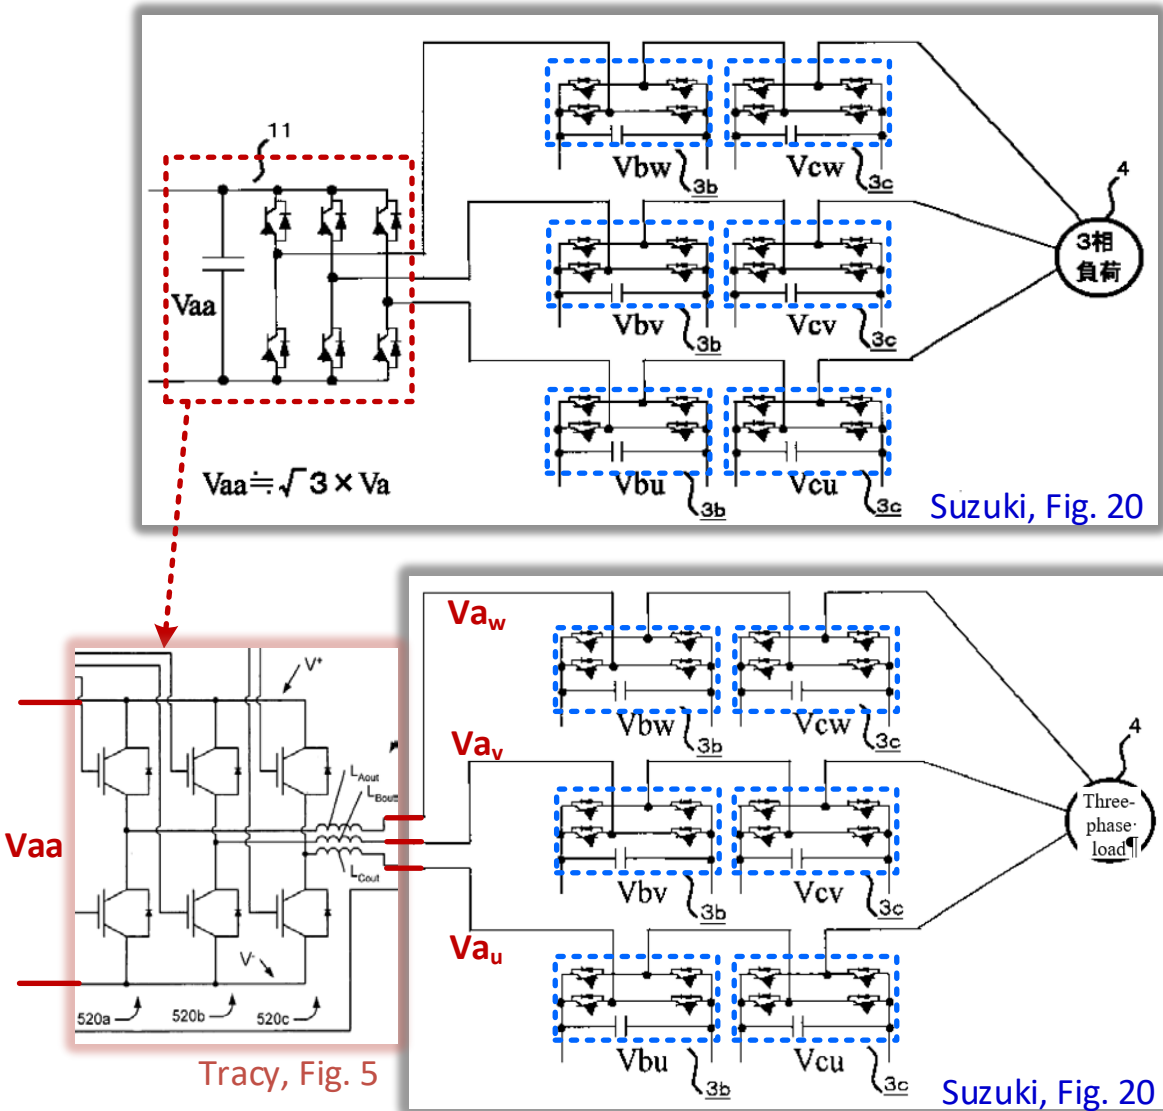 11
Vaa
Vaa≒√3×Va
Vbw
3b
Vcw
3c
Vbv
3b
Vcv
3c
Vbu
3b
Vcu
3c
4
3相
負荷
Suzuki, Fig. 20
Vaa
V+
LAout
LBout
LCout
V-
520a
520b
520c
Tracy, Fig. 5
Vaw
Vav
Vau
Vbw
3b
Vcw
3c
Vbv
3b
Vcv
3c
Vbu
3b
Vcu
3c
4
Three-
phase·
load¶
Suzuki, Fig. 20